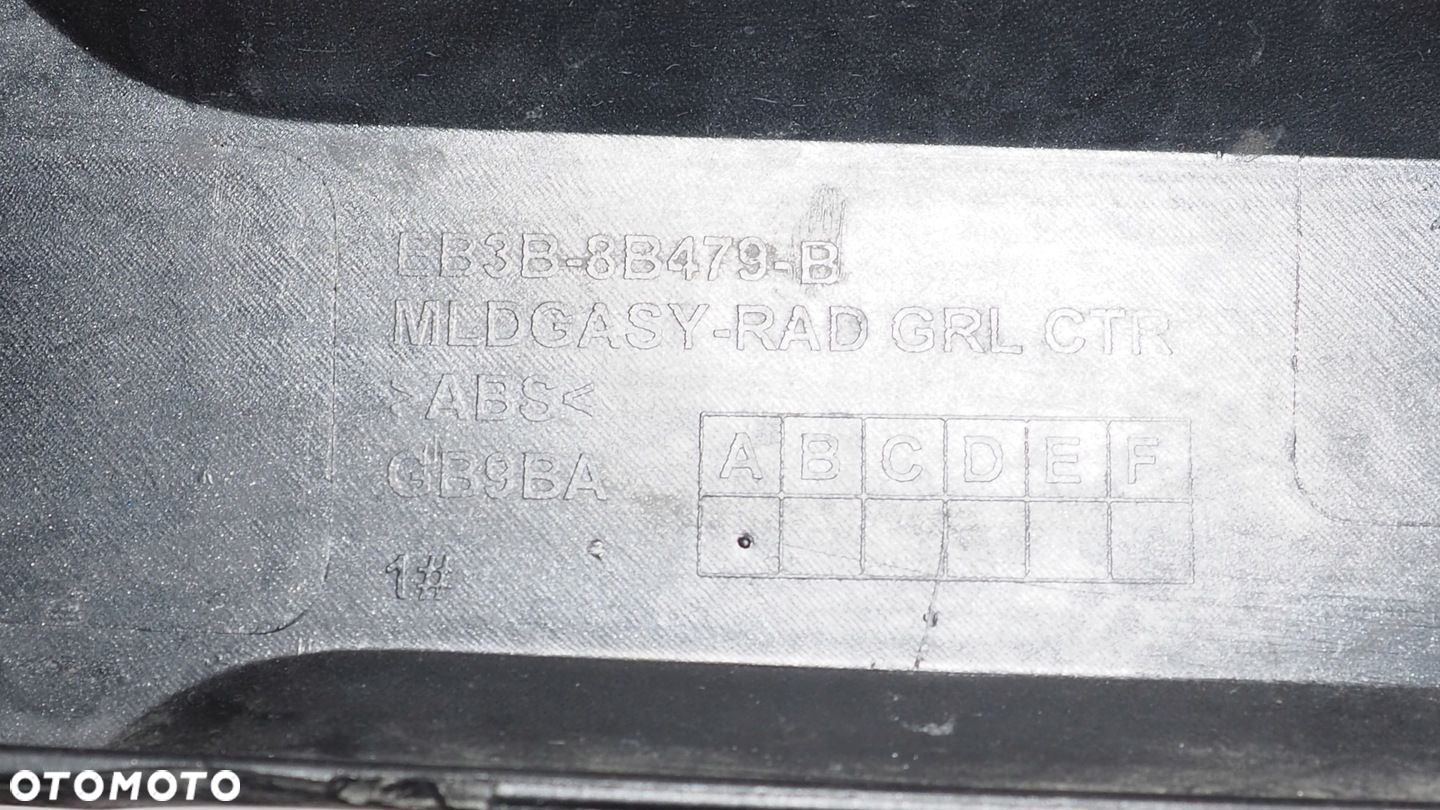 EB3B-8B479-B
MLDGASY-RAD GRL CTR
>ABS<
GB9BA
A B C D E F
1#
OTOMOTO